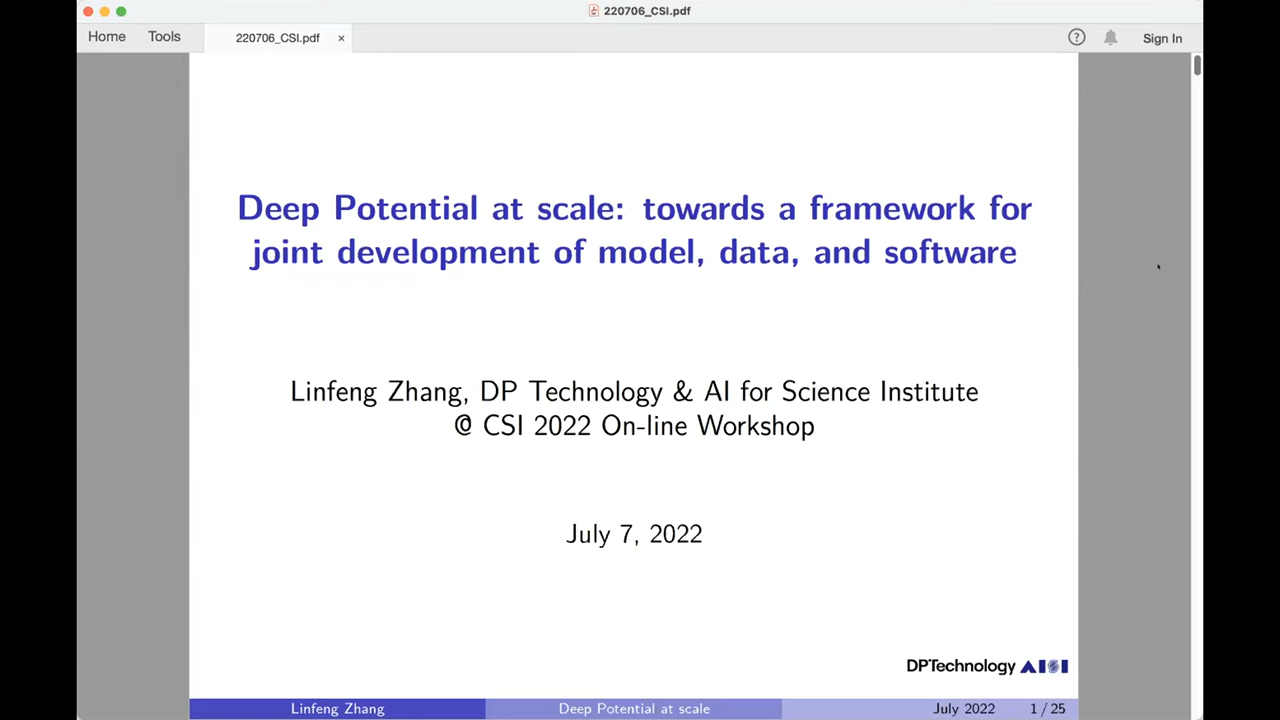 220706_CSI.pdf
Home Tools 220706_CSI.pdf × ? Sign In
Deep Potential at scale: towards a framework for
joint development of model, data, and software
Linfeng Zhang, DP Technology & AI for Science Institute
@ CSI 2022 On-line Workshop
July 7, 2022
DPTechnology AISI
Linfeng Zhang Deep Potential at scale July 2022 1 / 25